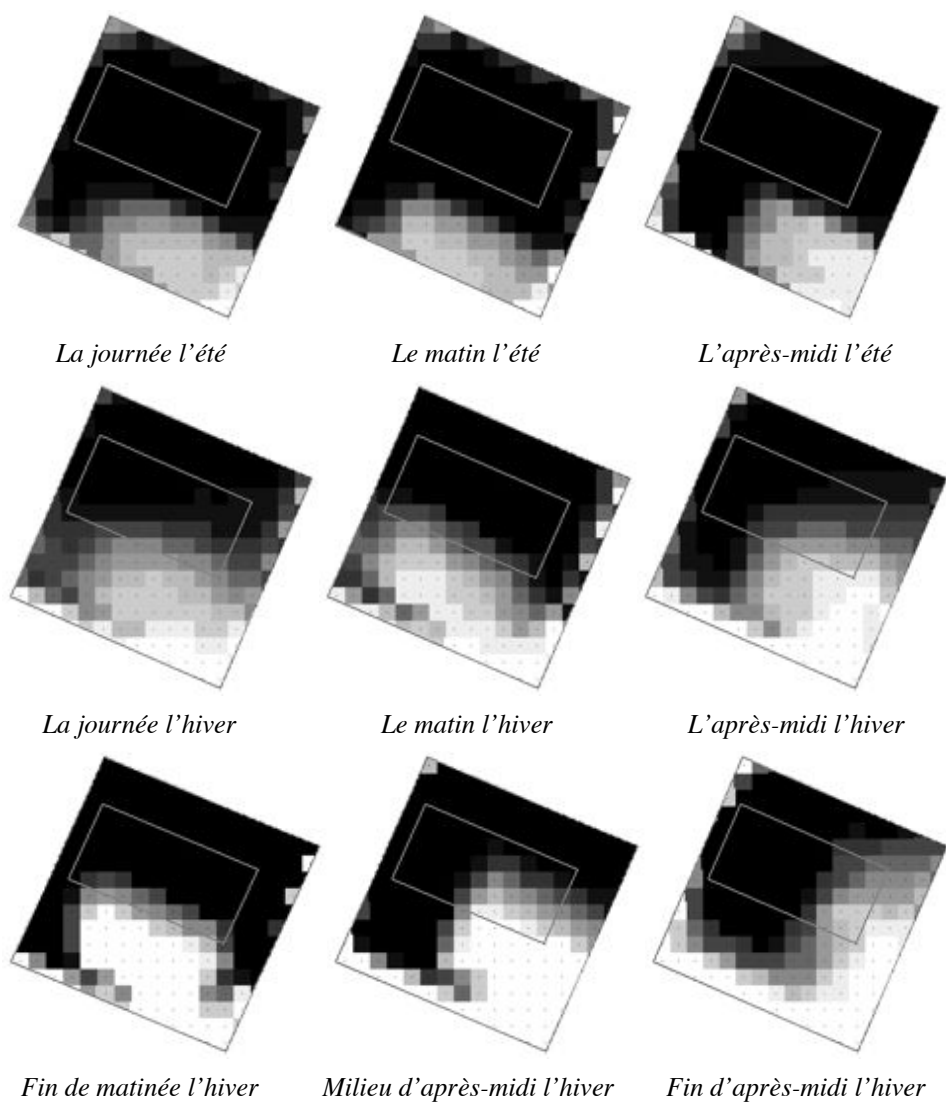 La journée l'été
Le matin l'été
L'après-midi l'été
La journée l'hiver
Le matin l'hiver
L'après-midi l'hiver
Fin de matinée l'hiver
Milieu d'après-midi l'hiver
Fin d'après-midi l'hiver